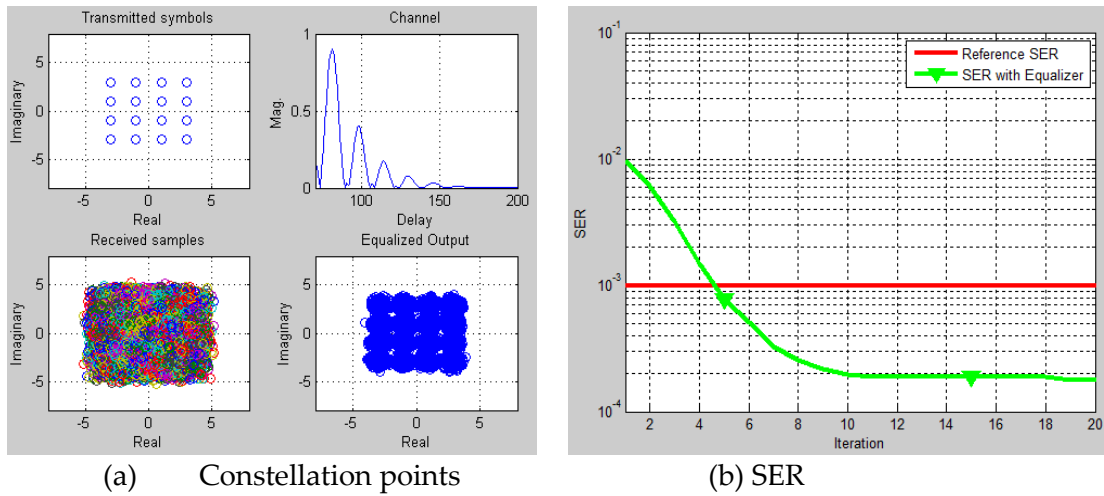 Transmitted symbols
5
0
-5
Imaginary
-5 0 5
Real
Channel
1
0.5
0
Mag.
100 150 200
Delay
Received samples
5
0
-5
Imaginary
-5 0 5
Real
Equalized Output
5
0
-5
Imaginary
-5 0 5
Real
(a) Constellation points
10^-1
10^-2
10^-3
10^-4
SER
Reference SER
SER with Equalizer
2 4 6 8 10 12 14 16 18 20
Iteration
(b) SER